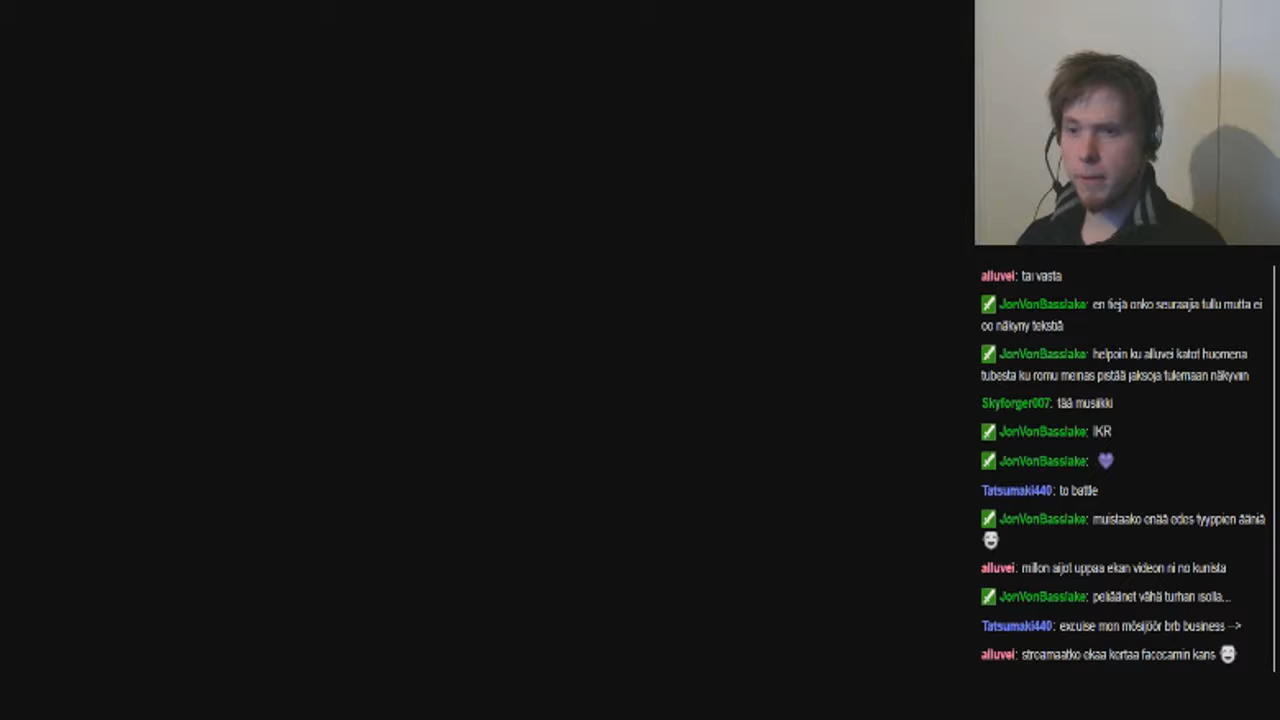 alluvei: tai vasta
JonVonBasslake: en tiejä onko seuraajia tullu mutta ei
oo näkyny tekstiä
JonVonBasslake: helpoin ku alluvei katot huomena
tubesta ku romu meinas pistää jaksoja tulemaan näkyviin
Skyforger007: tää musiikki
JonVonBasslake: IKR
JonVonBasslake:
Tatsumaki440: to battle
JonVonBasslake: muistaako enää edes tyyppien ääniä
alluvei: millon aijot uppaa ekan videon ni no kunista
JonVonBasslake: peliäänet vähä turhan isolla...
Tatsumaki440: excuise mon mösijöör brb business -->
alluvei: streamaatko ekaa kertaa facecamin kans